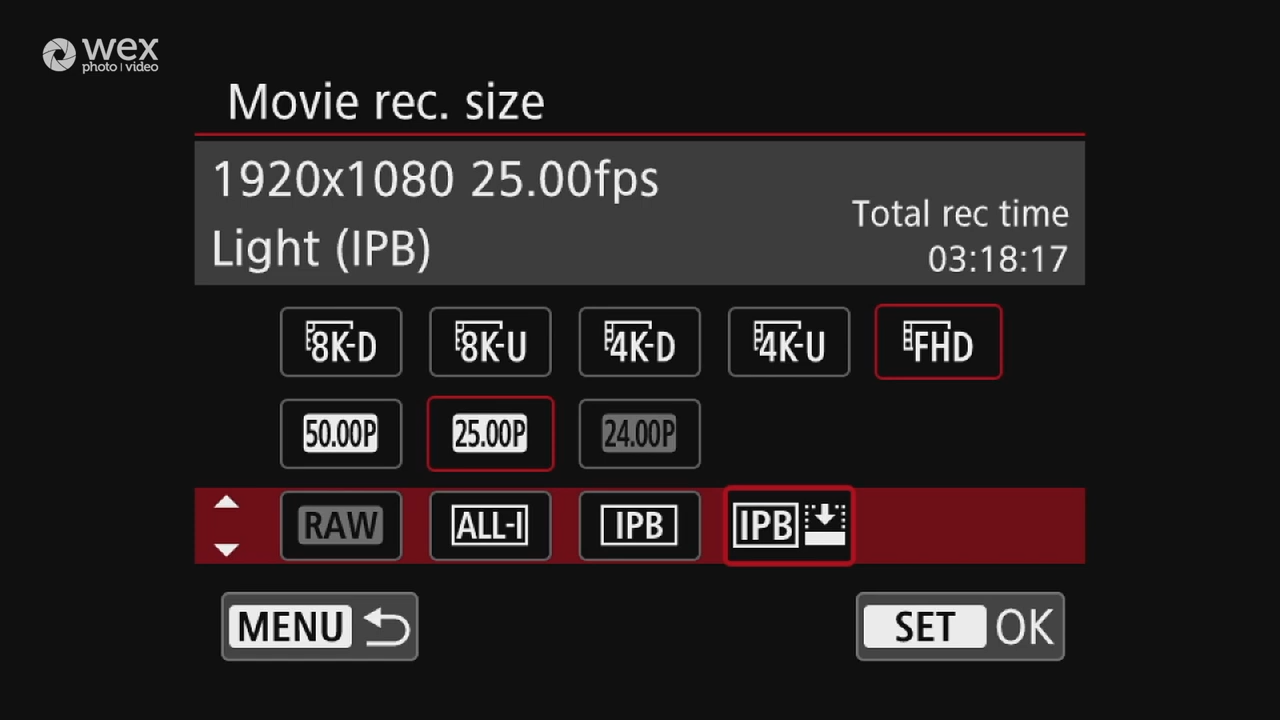 wex
photo | video
Movie rec. size
1920x1080 25.00fps
Light (IPB)
Total rec time
03:18:17
8K-D 8K-U 4K-D 4K-U FHD
50.00P 25.00P 24.00P
RAW ALL-I IPB IPB
MENU SET OK